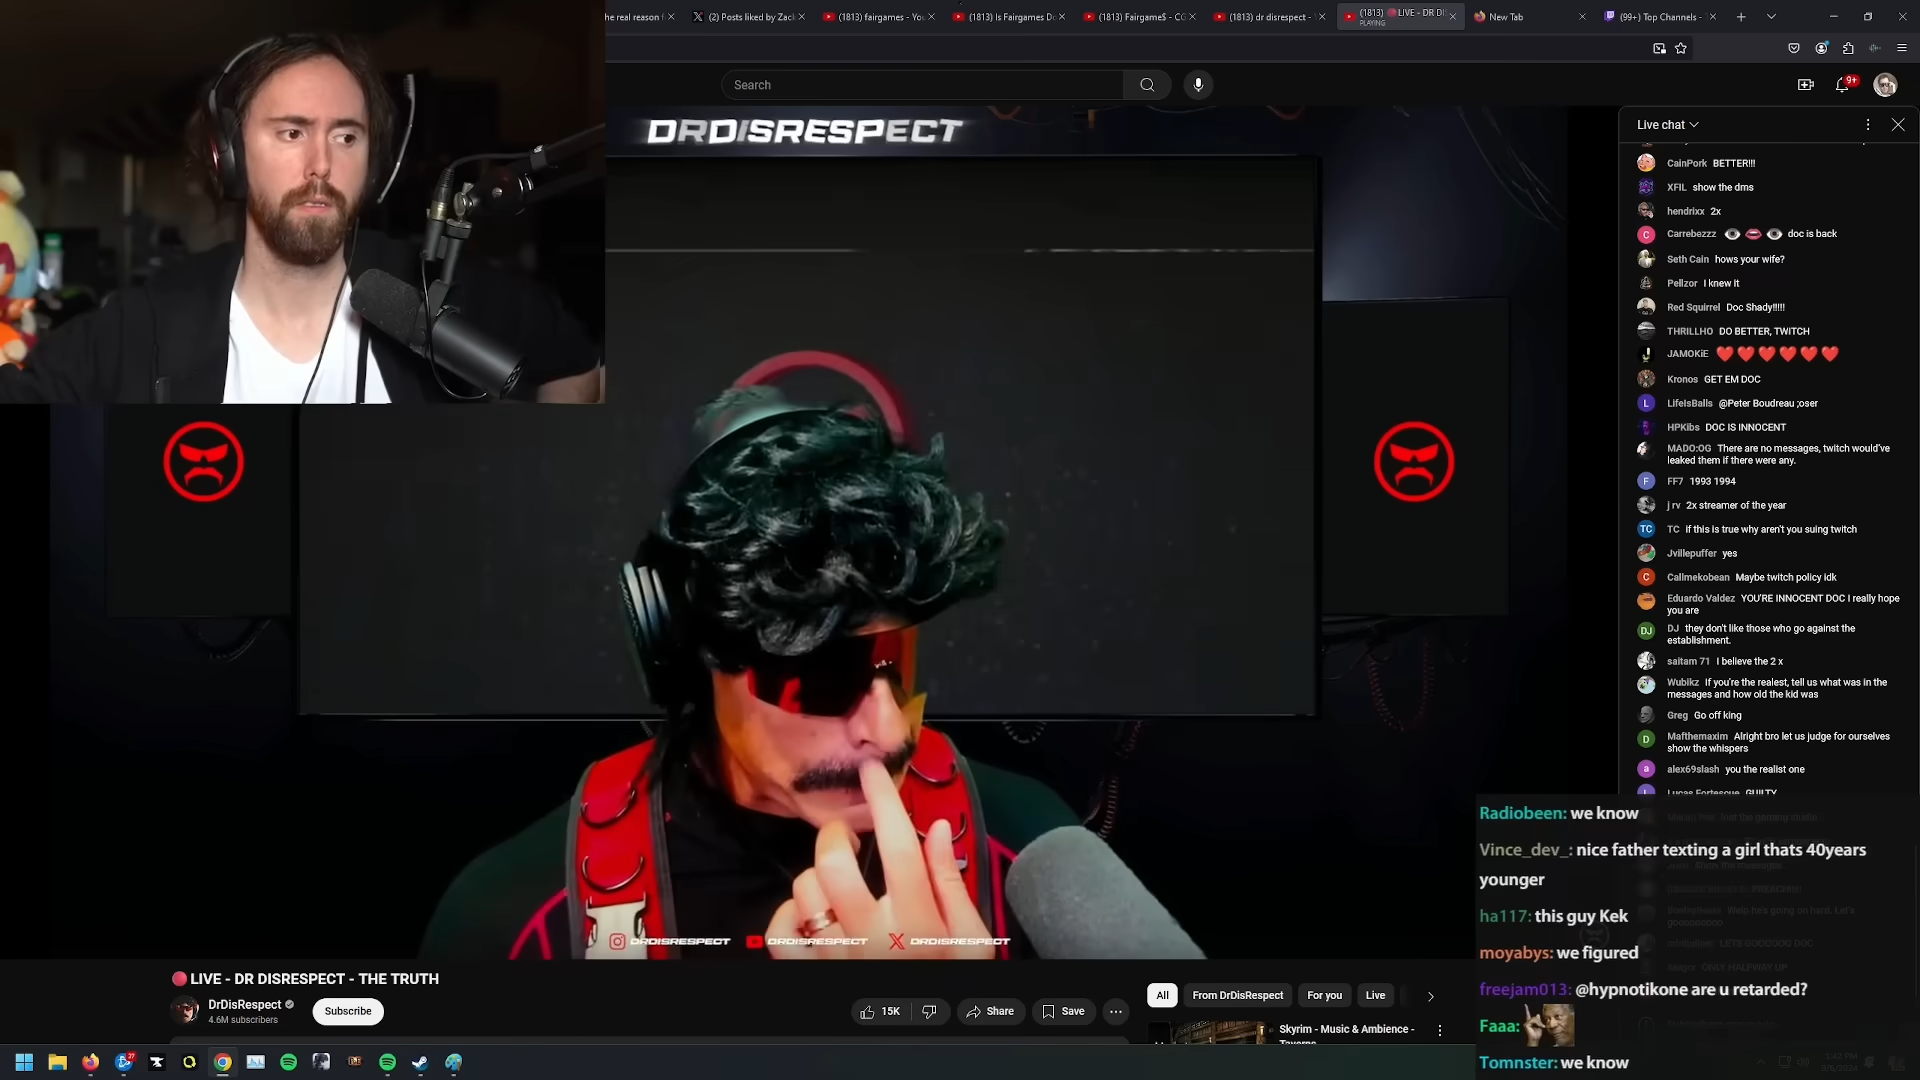 he real reason f
(2) Posts liked by Zack
(1813) fairgames - You
(1813) Is Fairgames Do
(1813) Fairgame$ - CG
(1813) dr disrespect -
(1813) 🔴LIVE - DR DI
PLAYING
New Tab
(99+) Top Channels -
Search
9+
DRDISRESPECT
Live chat
CainPork BETTER!!!
XFIL show the dms
hendrixx 2x
Carrebezzz 👁️👄👁️ doc is back
Seth Cain hows your wife?
Pellzor I knew it
Red Squirrel Doc Shady!!!!!
THRILLHO DO BETTER, TWITCH
JAMOKiE ❤️❤️❤️❤️❤️❤️
Kronos GET EM DOC
L LifeIsBalls @Peter Boudreau ;oser
HPKibs DOC IS INNOCENT
MADO:OG There are no messages, twitch would've
leaked them if there were any.
F FF7 1993 1994
j rv 2x streamer of the year
TC TC if this is true why aren't you suing twitch
Jvillepuffer yes
C Callmekobean Maybe twitch policy idk
Eduardo Valdez YOU'RE INNOCENT DOC I really hope
you are
DJ DJ they don't like those who go against the
establishment.
saitam 71 I believe the 2 x
Wubikz If you're the realest, tell us what was in the
messages and how old the kid was
Greg Go off king
D Mafthemaxim Alright bro let us judge for ourselves
show the whispers
a alex69slash you the realist one
Lucas Fortesque GUILTY
Radiobeen: we know
Vince_dev_: nice father texting a girl thats 40years
younger
ha117: this guy Kek
moyabys: we figured
freejam013: @hypnotikone are u retarded?
Faaa:
Tomnster: we know
DRDISRESPECT DRDISRESPECT DRDISRESPECT
🔴 LIVE - DR DISRESPECT - THE TRUTH
DrDisRespect
4.6M subscribers
Subscribe
15K
Share
Save
All
From DrDisRespect
For you
Live
Skyrim - Music & Ambience -
Taverns